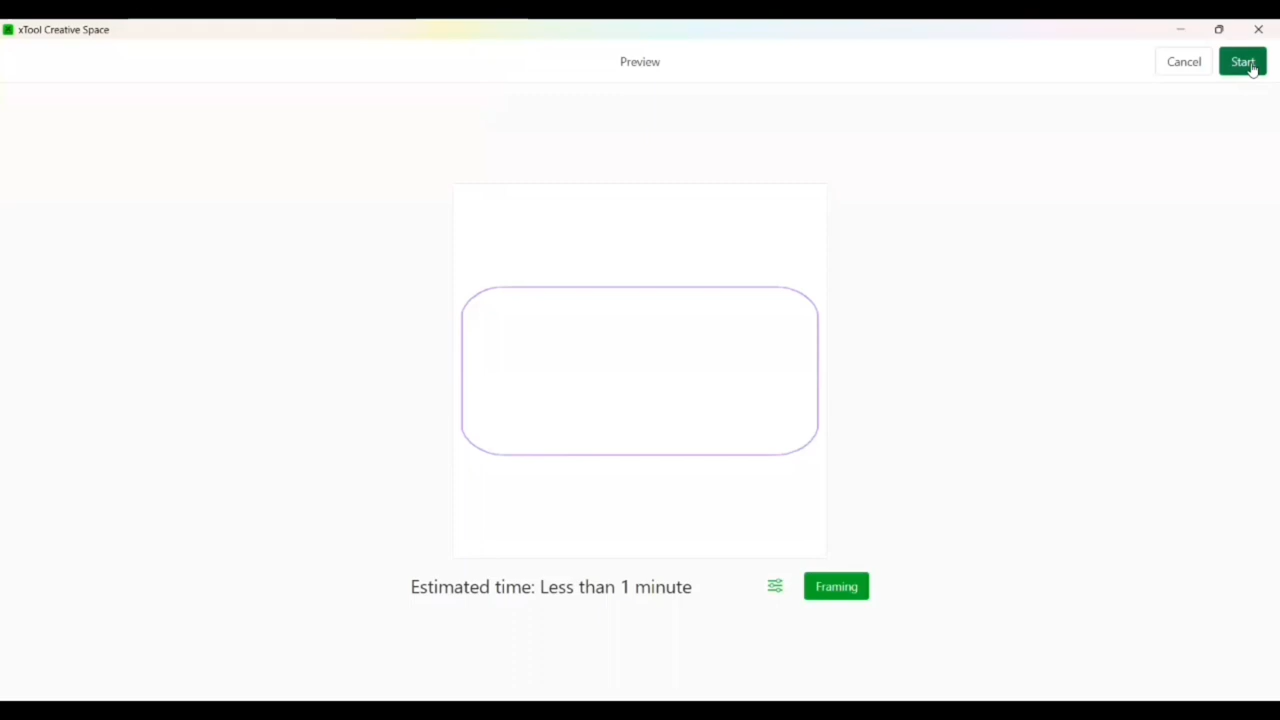 xTool Creative Space
Preview
Cancel
Start
Estimated time: Less than 1 minute
Framing